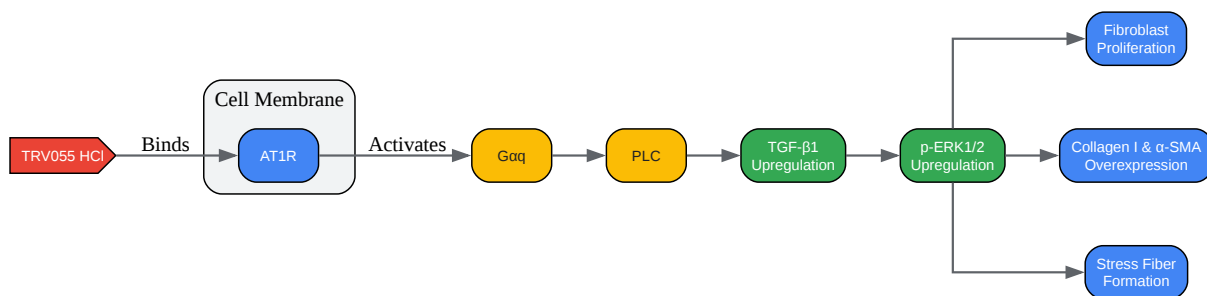 Fibroblast
Proliferation
Cell Membrane
TRV055 HCl
Binds
AT1R
Activates
Gαq
PLC
TGF-β1
Upregulation
p-ERK1/2
Upregulation
Collagen I & α-SMA
Overexpression
Stress Fiber
Formation